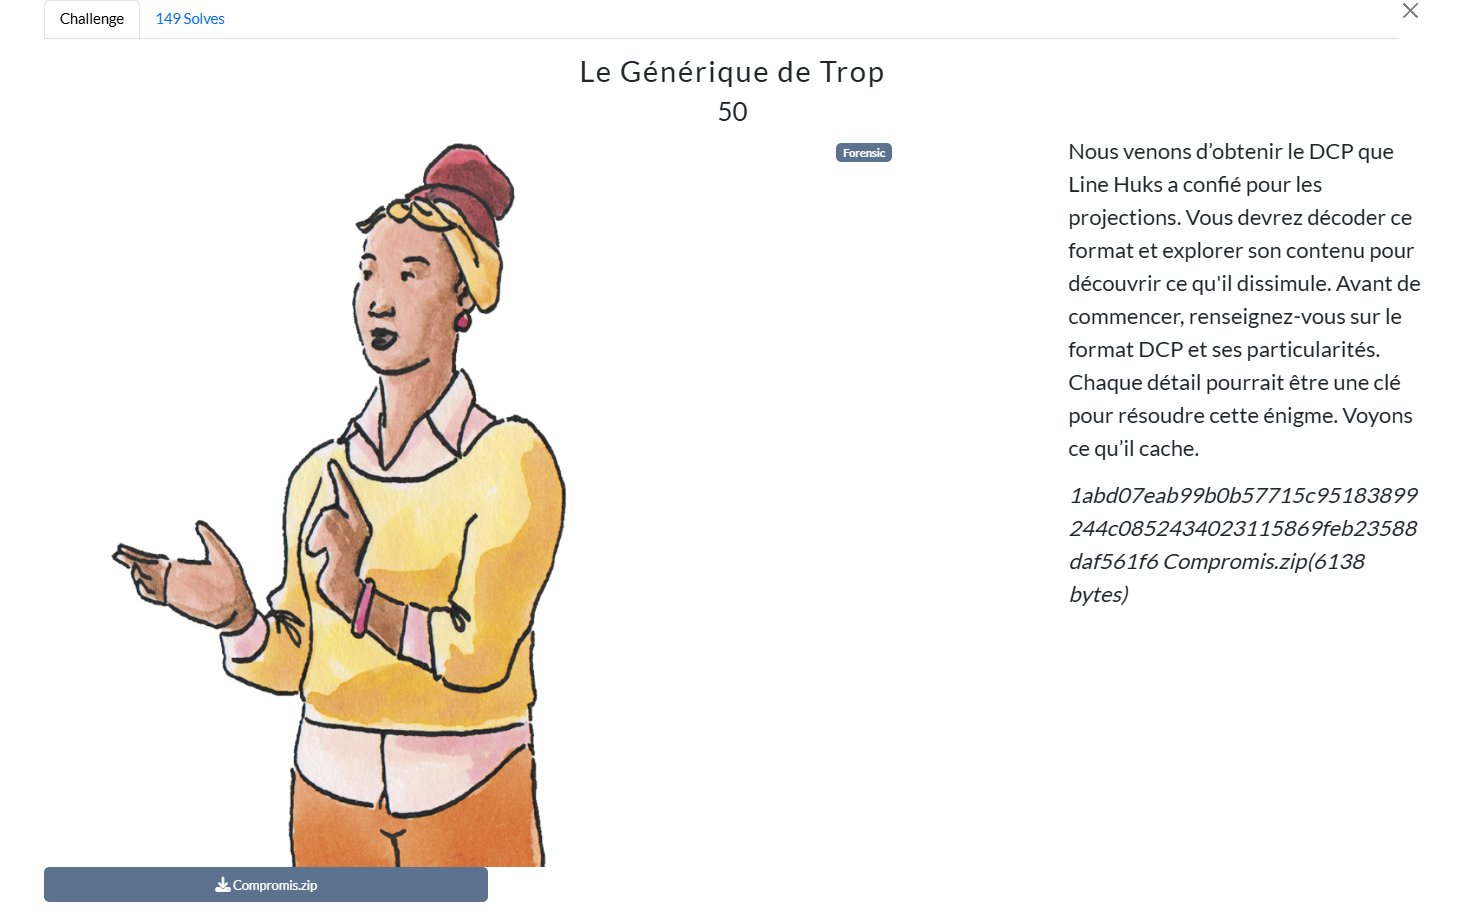 Challenge
149 Solves
Le Générique de Trop
50
Forensic
Nous venons d’obtenir le DCP que
Line Huks a confié pour les
projections. Vous devrez décoder ce
format et explorer son contenu pour
découvrir ce qu'il dissimule. Avant de
commencer, renseignez-vous sur le
format DCP et ses particularités.
Chaque détail pourrait être une clé
pour résoudre cette énigme. Voyons
ce qu’il cache.
1abd07eab99b0b57715c95183899
244c0852434023115869feb23588
daf561f6 Compromis.zip(6138
bytes)
Compromis.zip